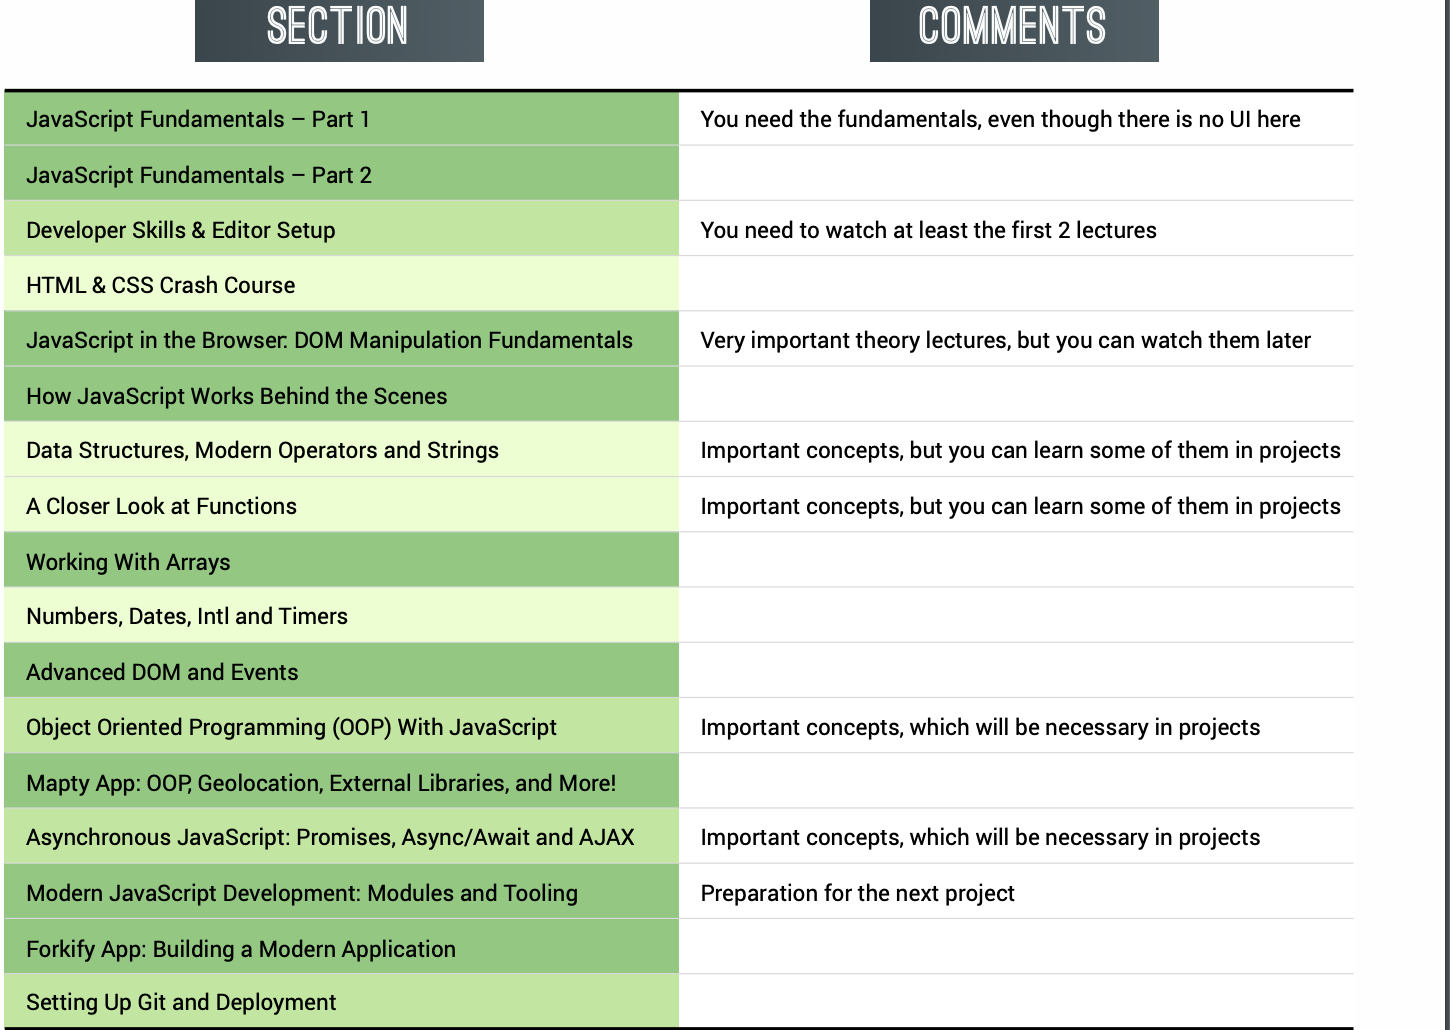 SECTION COMMENTS
JavaScript Fundamentals – Part 1 You need the fundamentals, even though there is no UI here
JavaScript Fundamentals – Part 2
Developer Skills & Editor Setup You need to watch at least the first 2 lectures
HTML & CSS Crash Course
JavaScript in the Browser: DOM Manipulation Fundamentals Very important theory lectures, but you can watch them later
How JavaScript Works Behind the Scenes
Data Structures, Modern Operators and Strings Important concepts, but you can learn some of them in projects
A Closer Look at Functions Important concepts, but you can learn some of them in projects
Working With Arrays
Numbers, Dates, Intl and Timers
Advanced DOM and Events
Object Oriented Programming (OOP) With JavaScript Important concepts, which will be necessary in projects
Mapty App: OOP, Geolocation, External Libraries, and More!
Asynchronous JavaScript: Promises, Async/Await and AJAX Important concepts, which will be necessary in projects
Modern JavaScript Development: Modules and Tooling Preparation for the next project
Forkify App: Building a Modern Application
Setting Up Git and Deployment